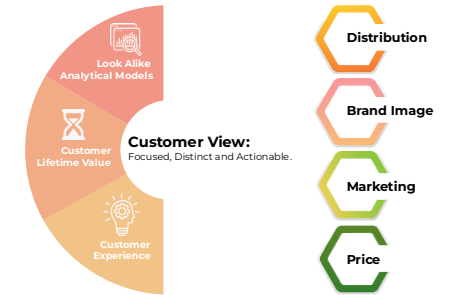 Look Alike
Analytical Models
Customer
Lifetime Value
Customer
Experience
Customer View:
Focused, Distinct and Actionable.
Distribution
Brand Image
Marketing
Price